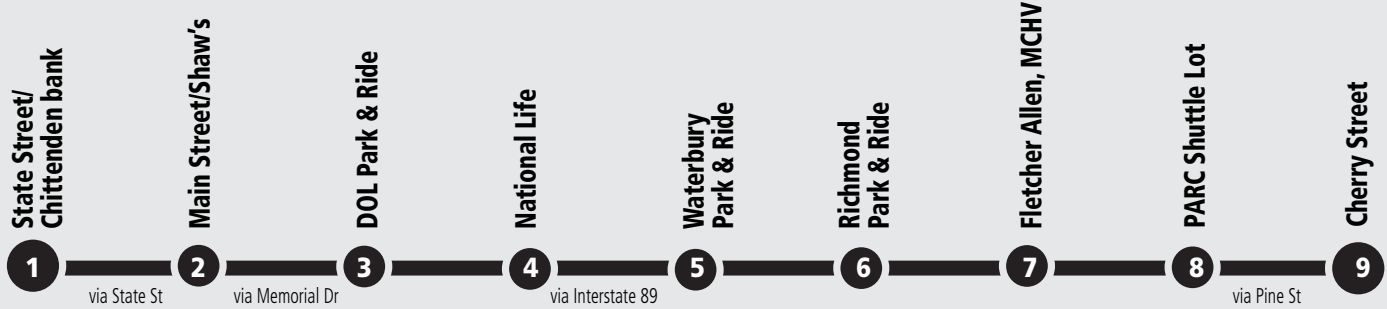 State Street/
Chittenden bank
Main Street/Shaw's
DOL Park & Ride
National Life
Waterbury
Park & Ride
Richmond
Park & Ride
Fletcher Allen, MCHV
PARC Shuttle Lot
Cherry Street
1
2
3
4
5
6
7
8
9
via State St
via Memorial Dr
via Interstate 89
via Pine St